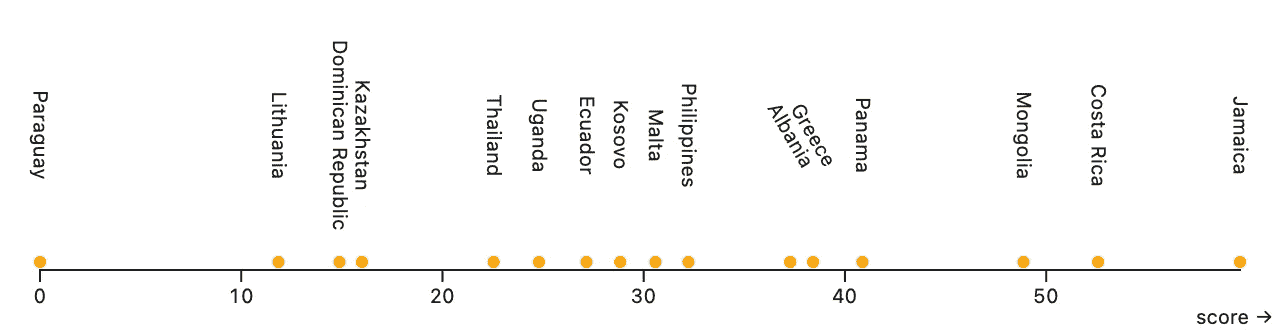 Paraguay
Lithuania
Dominican Republic
Kazakhstan
Thailand
Uganda
Ecuador
Kosovo
Malta
Philippines
Albania
Greece
Panama
Mongolia
Costa Rica
Jamaica
0 10 20 30 40 50
score →